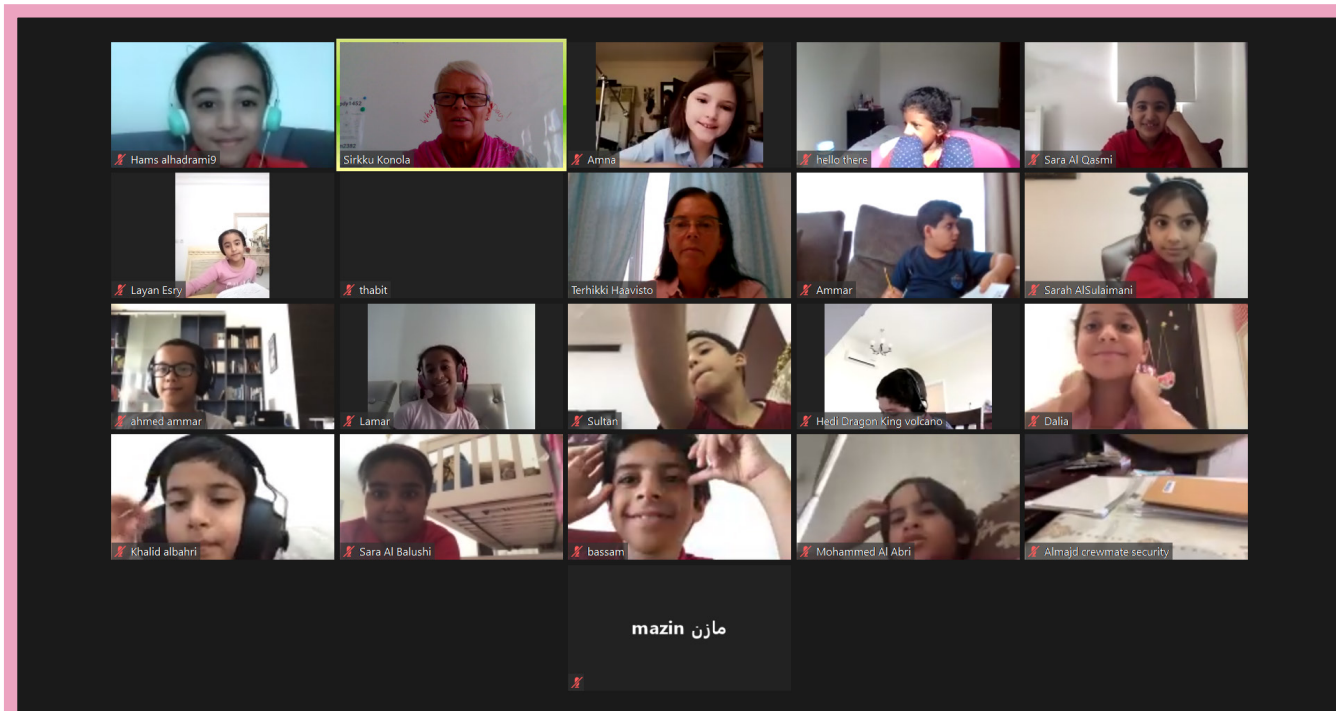 Hams alhadrami9
Sirkku Konola
Amna
hello there
Sara Al Qasmi
Layan Esry
thabit
Terhikki Haavisto
Ammar
Sarah AlSulaimani
ahmed ammar
Lamar
Sultan
Hedi Dragon King volcano
Dalia
Khalid albahri
Sara Al Balushi
bassam
Mohammed Al Abri
Almajd crewmate security
mazin مازن